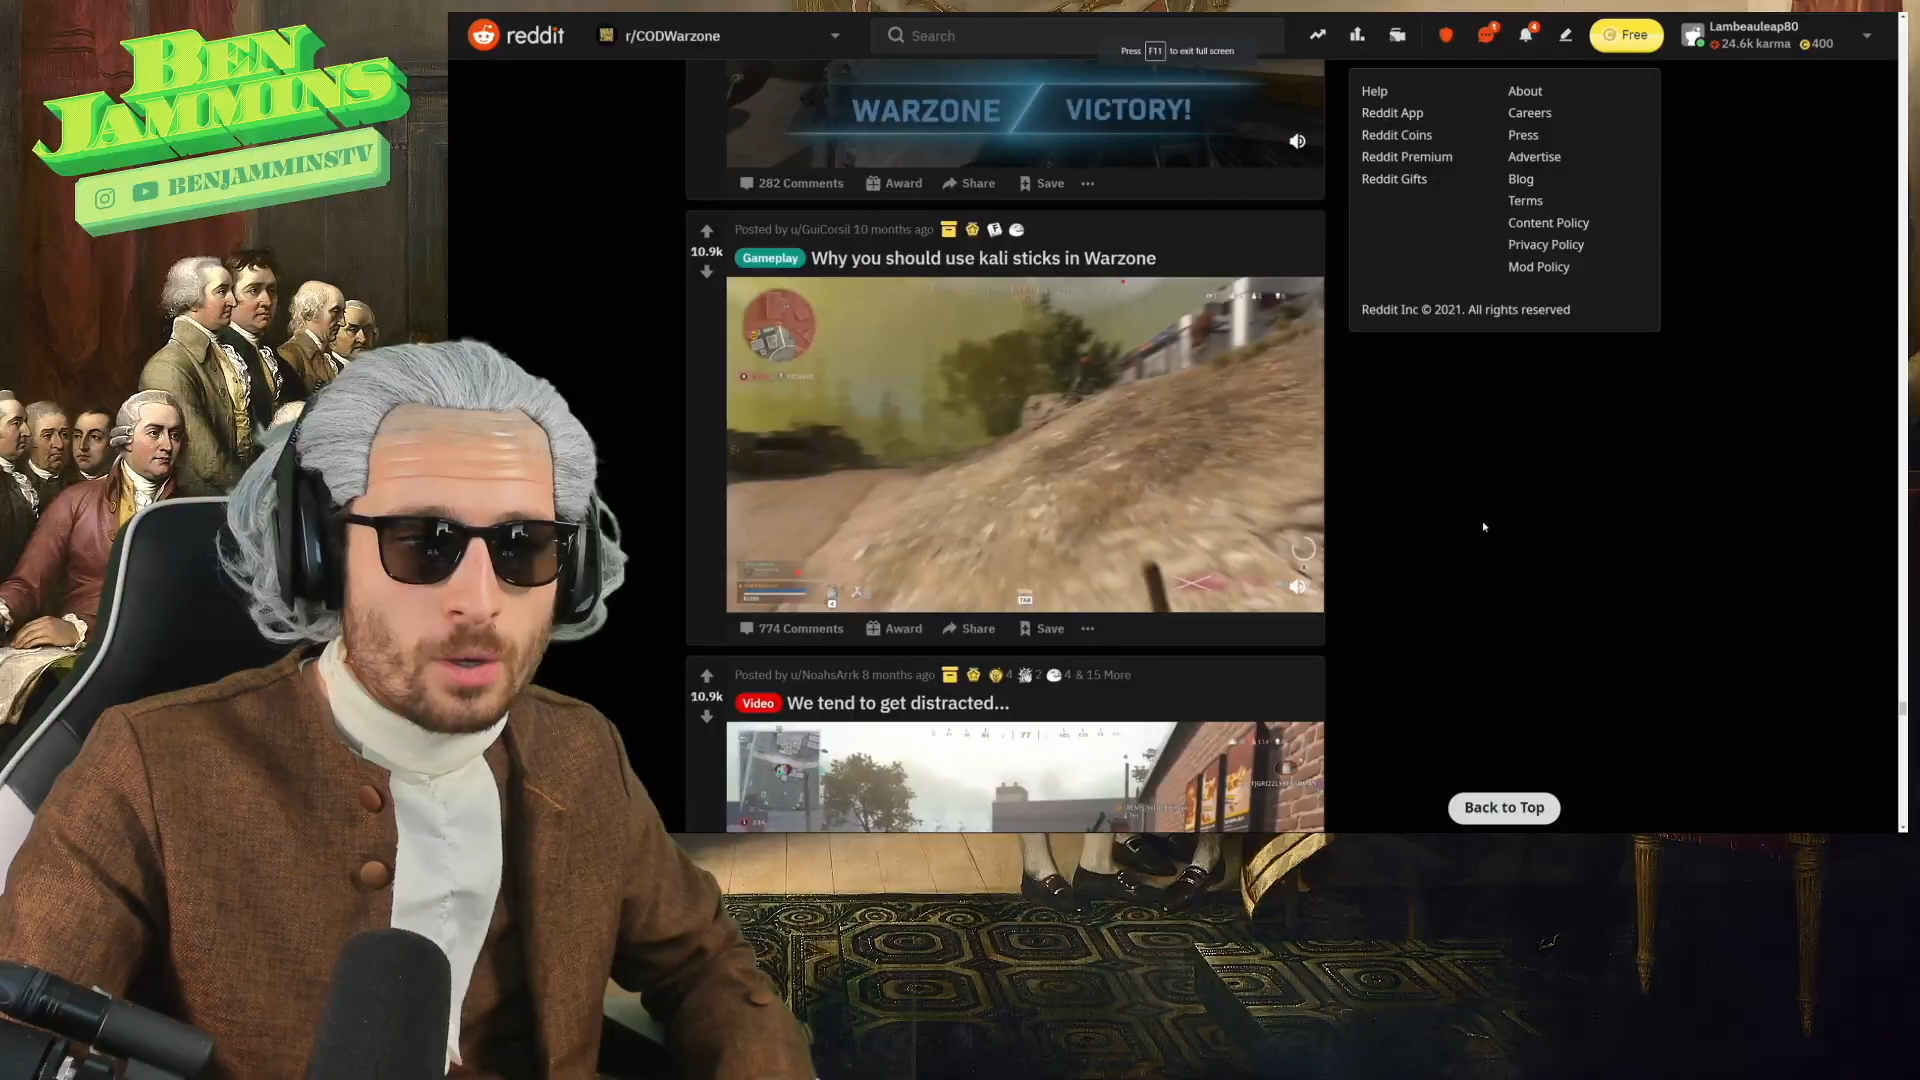 BEN
JAMMINS
BENJAMMINSTV
reddit
r/CODWarzone
Search
Press F11 to exit full screen
1
4
Free
Lambeauleap80
24.6k karma
400
WARZONE VICTORY!
282 Comments
Award
Share
Save
Posted by u/GuiCorsil 10 months ago
10.9k
Gameplay Why you should use kali sticks in Warzone
TAB
774 Comments
Award
Share
Save
Posted by u/NoahsArrk 8 months ago
4
2
4 & 15 More
10.9k
Video We tend to get distracted...
77
Help
Reddit App
Reddit Coins
Reddit Premium
Reddit Gifts
About
Careers
Press
Advertise
Blog
Terms
Content Policy
Privacy Policy
Mod Policy
Reddit Inc © 2021. All rights reserved
Back to Top